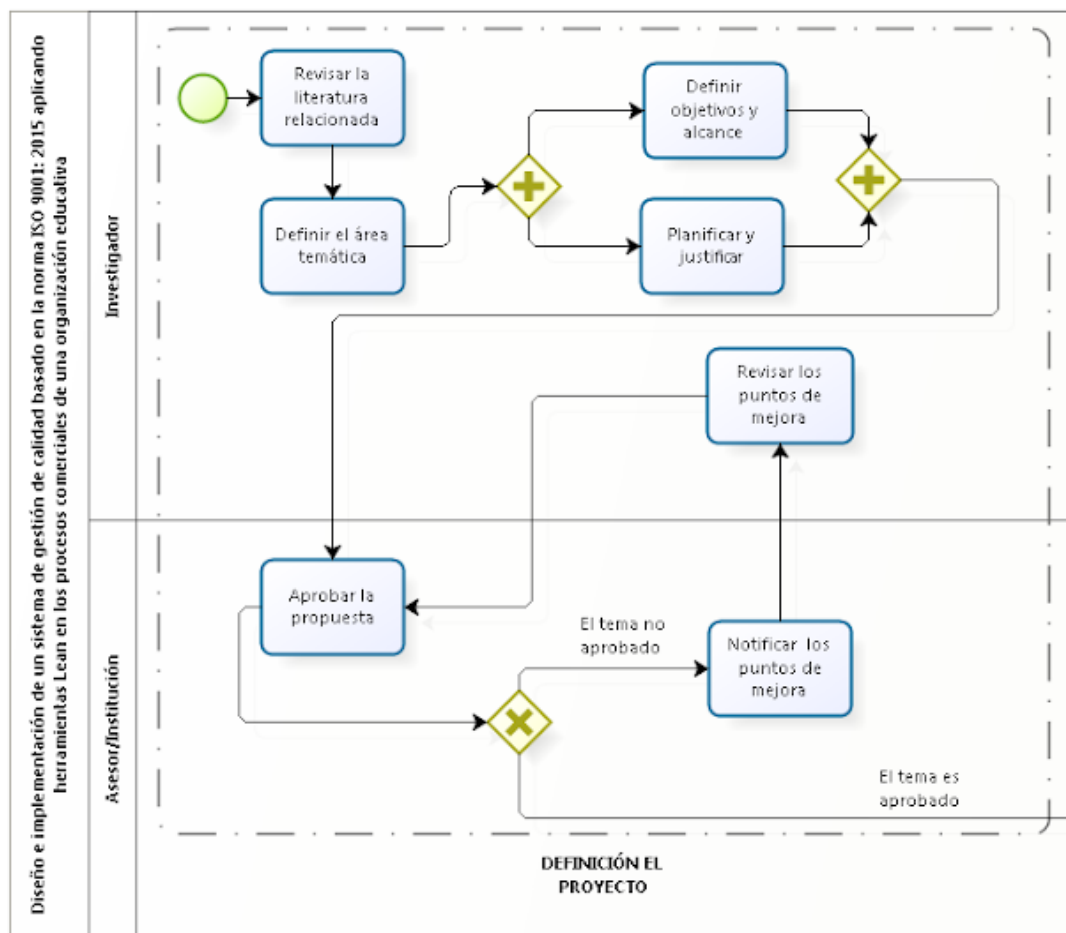 Diseño e implementación de un sistema de gestión de calidad basado en la norma ISO 9001: 2015 aplicando
herramientas Lean en los procesos comerciales de una organización educativa
Investigador
Revisar la
literatura
relacionada
Definir el área
temática
Definir
objetivos y
alcance
Planificar y
justificar
Revisar los
puntos de
mejora
Asesor/Institución
Aprobar la
propuesta
El tema no
aprobado
Notificar los
puntos de
mejora
El tema es
aprobado
DEFINICIÓN EL
PROYECTO